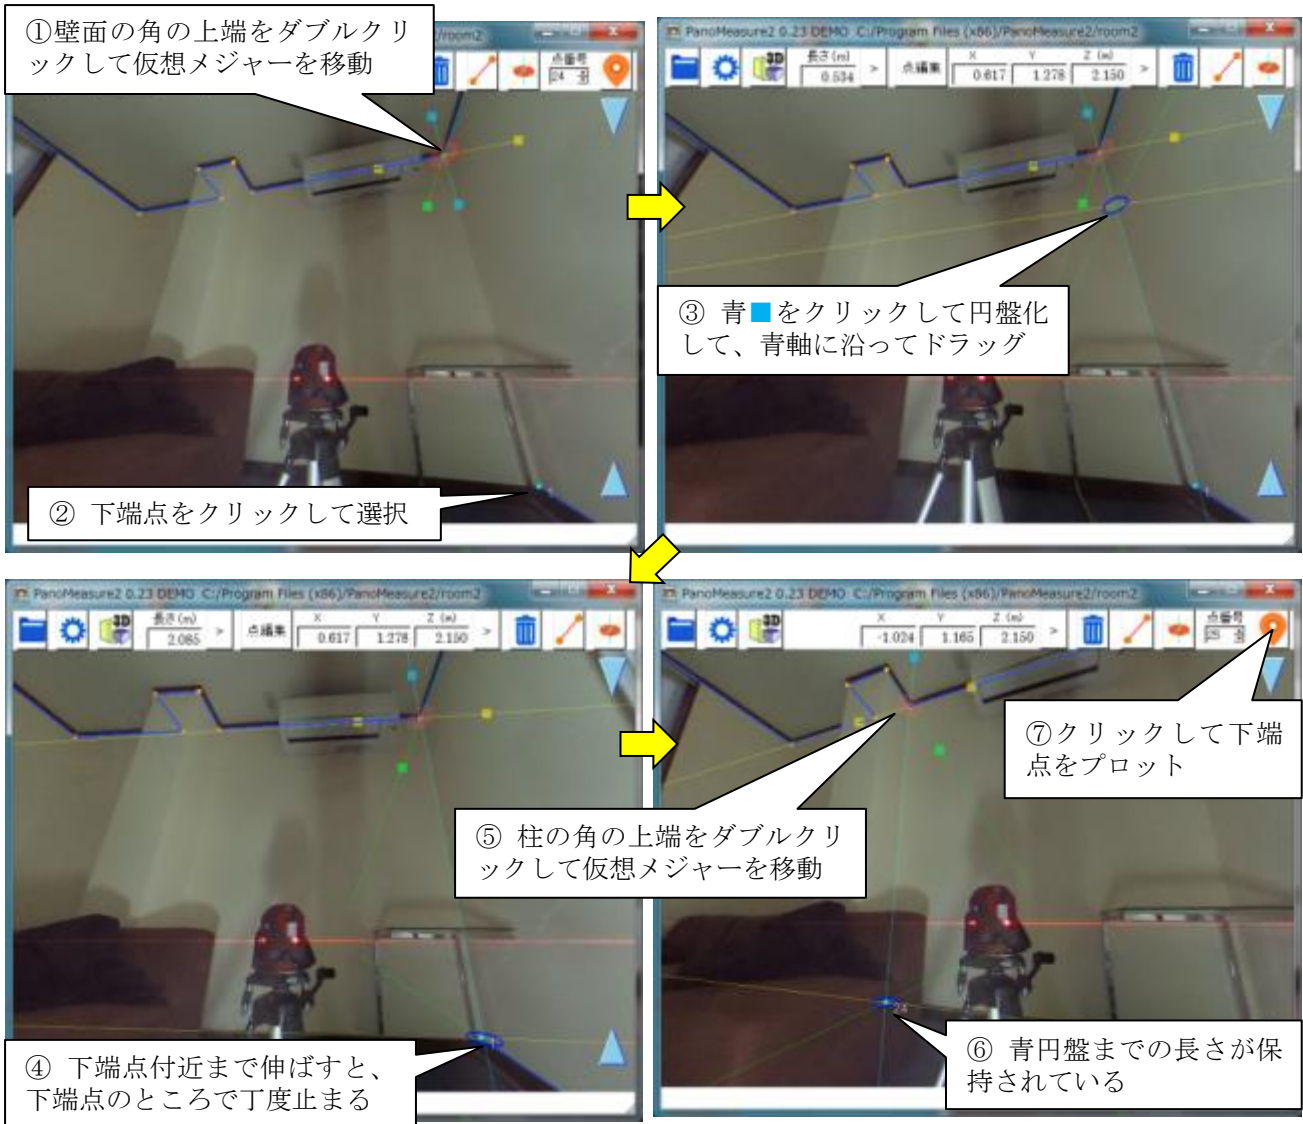 ①壁面の角の上端をダブルクリ
ックして仮想メジャーを移動
/room2
点番号
24
② 下端点をクリックして選択
PanoMeasure2 0.23 DEMO C:/Program Files (x86)/PanoMeasure2/room2
3D
長さ(m)
0.534
>
点編集
X Y Z (m)
0.617 1.278 2.150
>
③ 青■をクリックして円盤化
して、青軸に沿ってドラッグ
PanoMeasure2 0.23 DEMO C:/Program Files (x86)/PanoMeasure2/room2
3D
長さ(m)
2.085
>
点編集
X Y Z (m)
0.617 1.278 2.150
>
④ 下端点付近まで伸ばすと、
下端点のところで丁度止まる
PanoMeasure2 0.23 DEMO C:/Program Files (x86)/PanoMeasure2/room2
3D
X Y Z (m)
-1.024 1.165 2.150
>
点番号
25
⑦クリックして下端
点をプロット
⑤ 柱の角の上端をダブルクリ
ックして仮想メジャーを移動
⑥ 青円盤までの長さが保
持されている